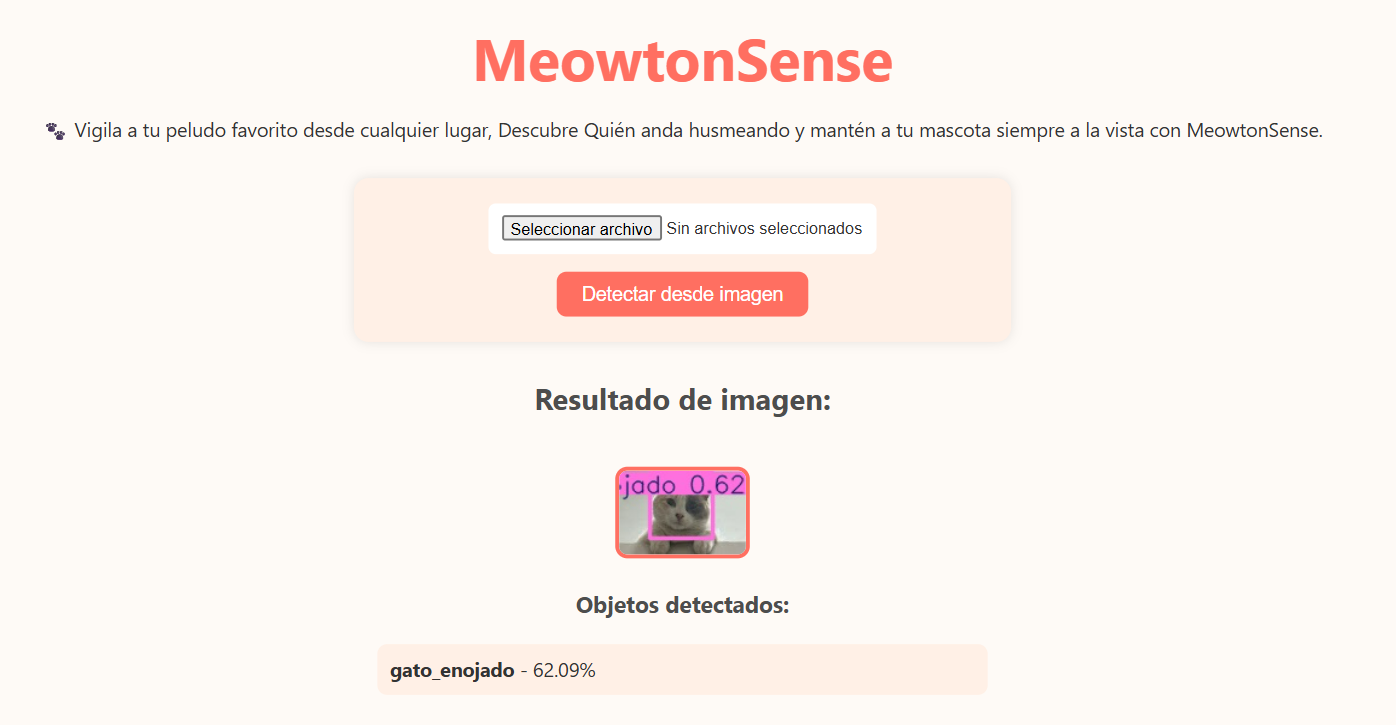 MeowtonSense
🐾 Vigila a tu peludo favorito desde cualquier lugar, Descubre Quién anda husmeando y mantén a tu mascota siempre a la vista con MeowtonSense.
Seleccionar archivo Sin archivos seleccionados
Detectar desde imagen
Resultado de imagen:
jado 0.62
Objetos detectados:
gato_enojado - 62.09%